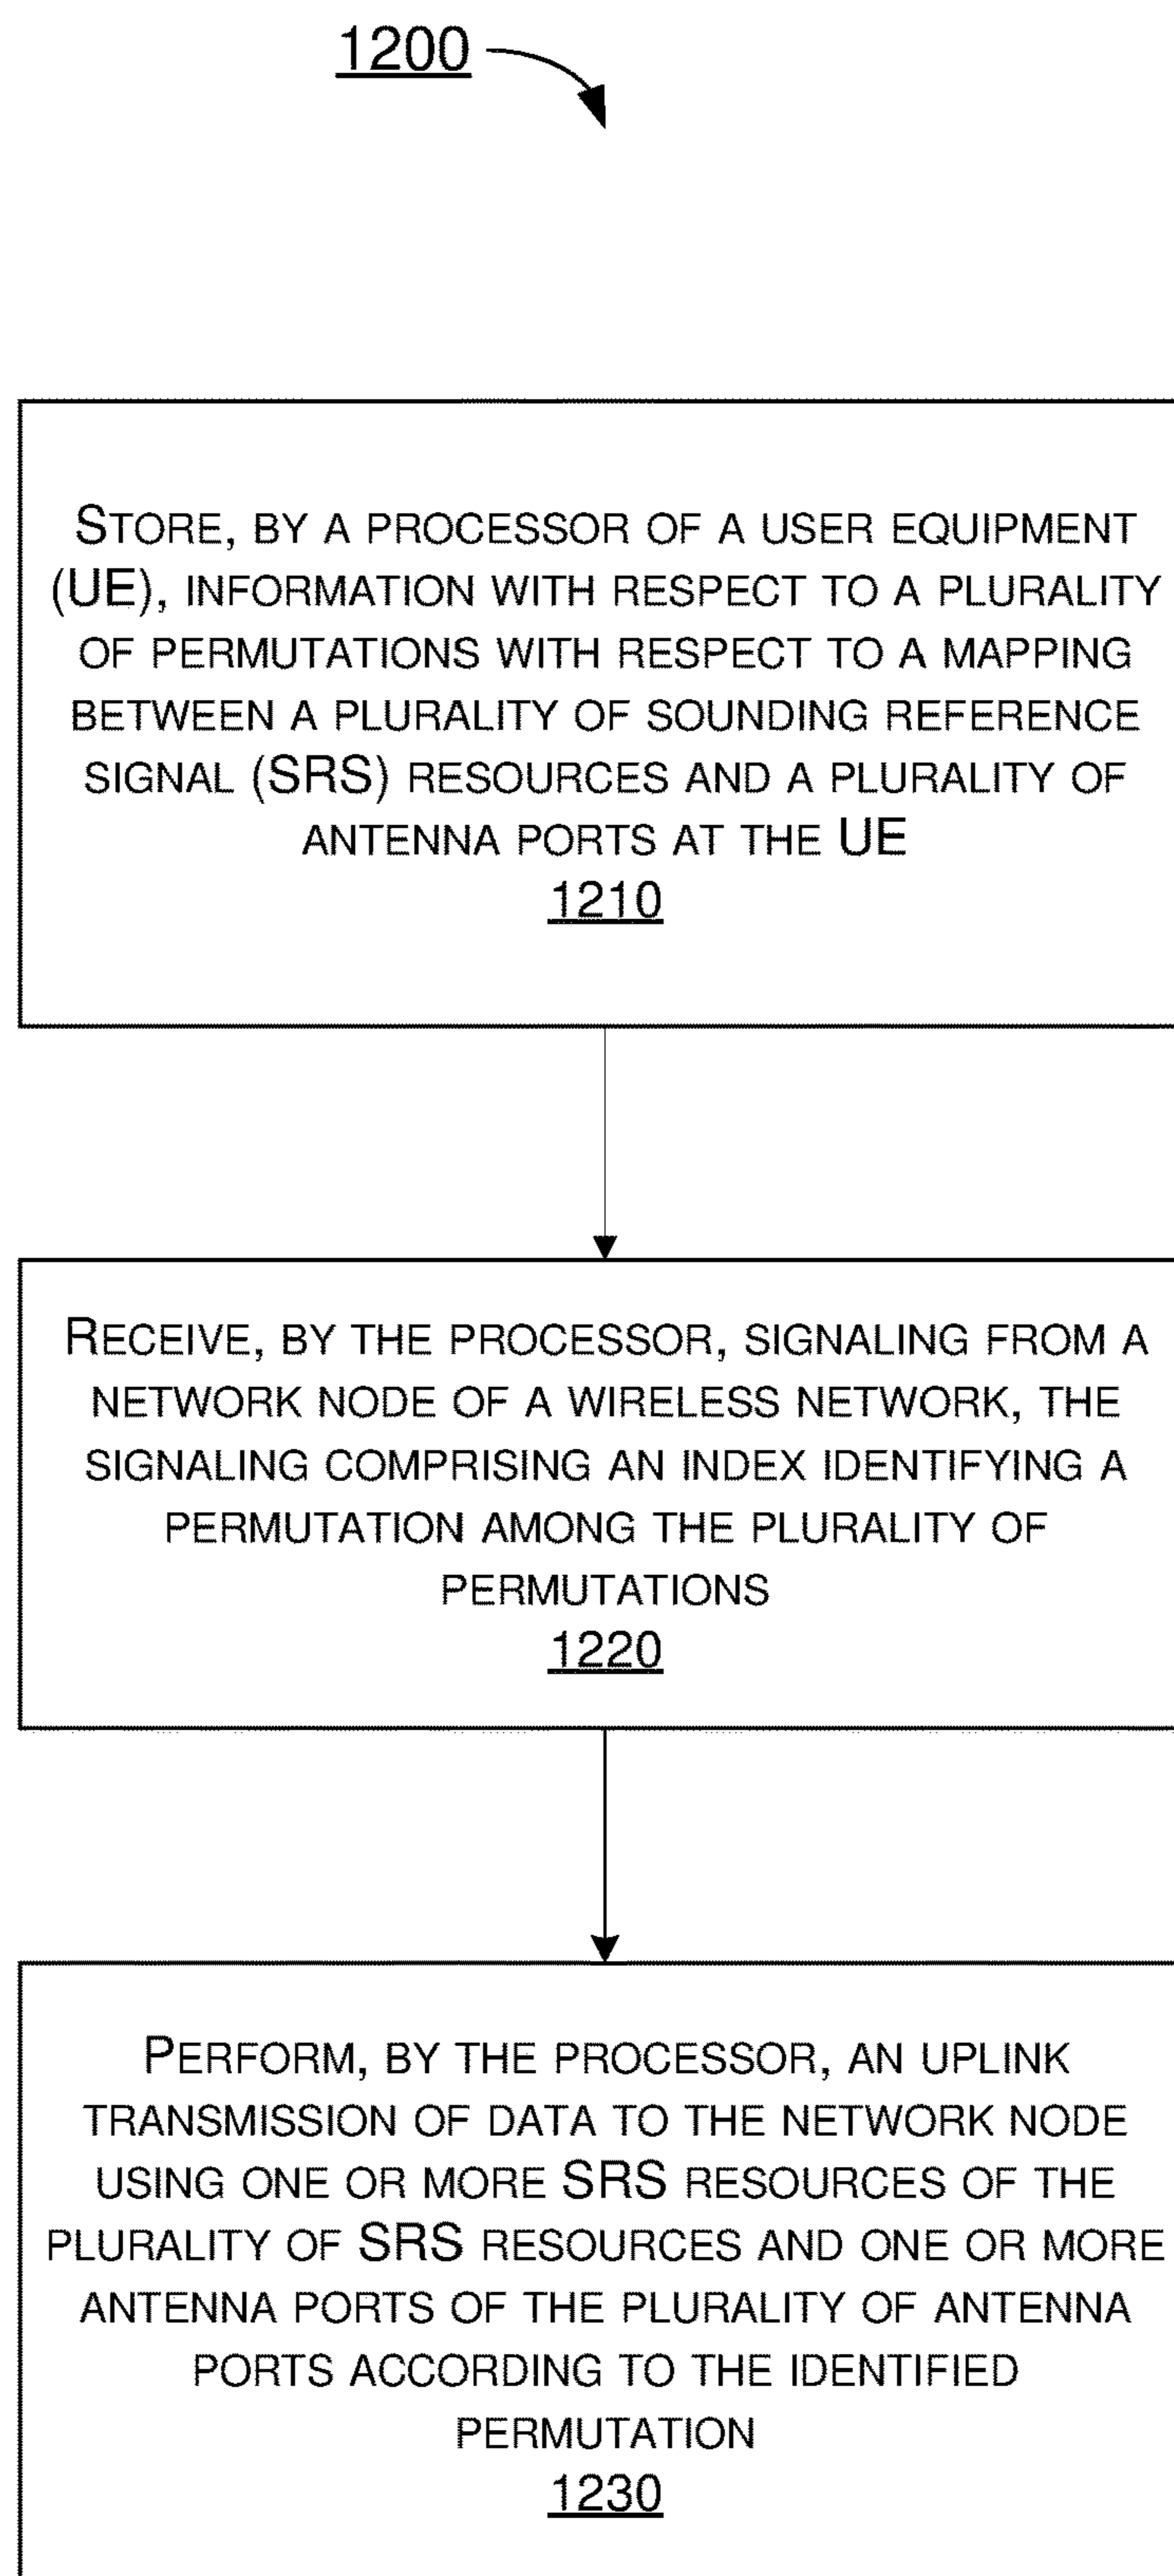 1200
STORE, BY A PROCESSOR OF A USER EQUIPMENT
(UE), INFORMATION WITH RESPECT TO A PLURALITY
OF PERMUTATIONS WITH RESPECT TO A MAPPING
BETWEEN A PLURALITY OF SOUNDING REFERENCE
SIGNAL (SRS) RESOURCES AND A PLURALITY OF
ANTENNA PORTS AT THE UE
1210
RECEIVE, BY THE PROCESSOR, SIGNALING FROM A
NETWORK NODE OF A WIRELESS NETWORK, THE
SIGNALING COMPRISING AN INDEX IDENTIFYING A
PERMUTATION AMONG THE PLURALITY OF
PERMUTATIONS
1220
PERFORM, BY THE PROCESSOR, AN UPLINK
TRANSMISSION OF DATA TO THE NETWORK NODE
USING ONE OR MORE SRS RESOURCES OF THE
PLURALITY OF SRS RESOURCES AND ONE OR MORE
ANTENNA PORTS OF THE PLURALITY OF ANTENNA
PORTS ACCORDING TO THE IDENTIFIED
PERMUTATION
1230